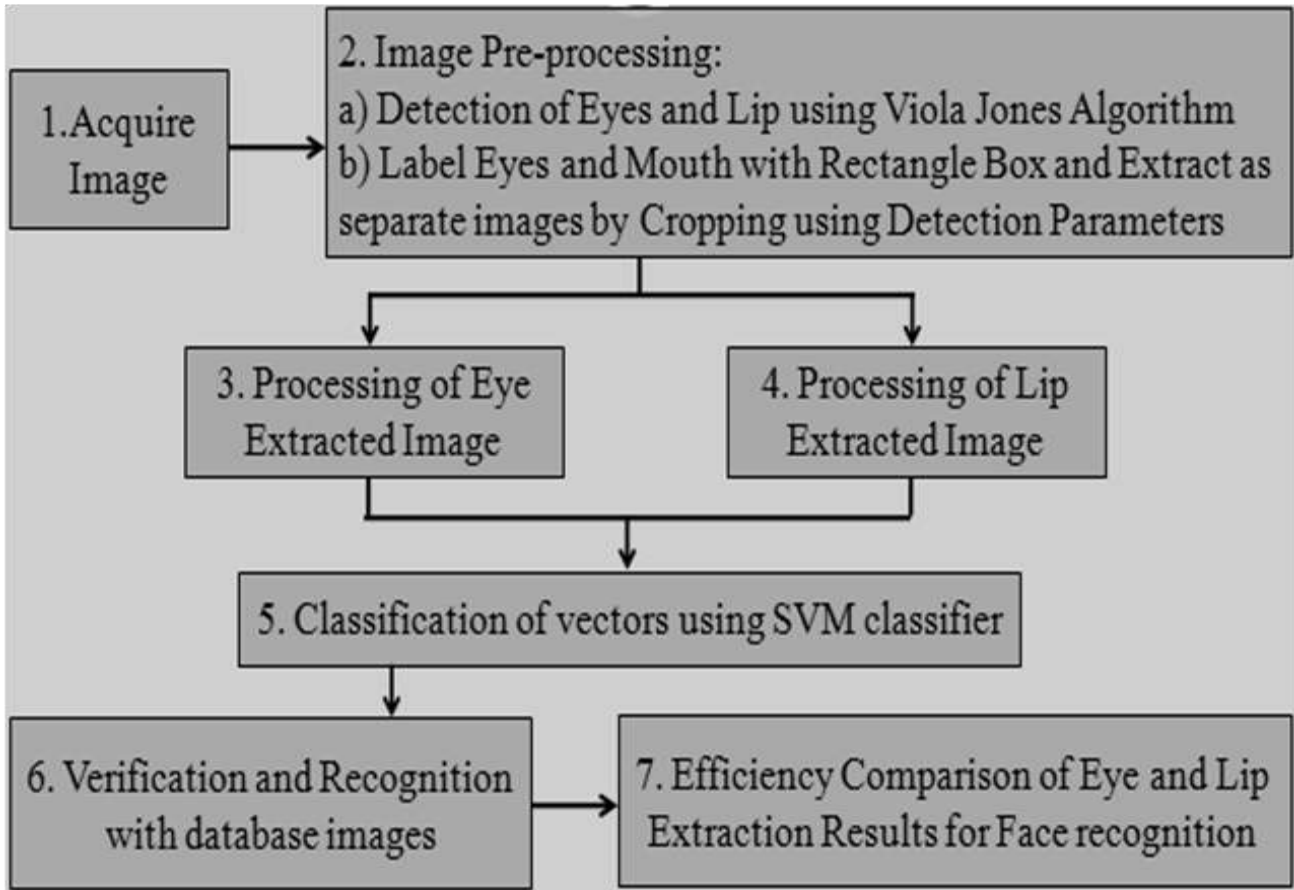 1.Acquire
Image
2. Image Pre-processing:
a) Detection of Eyes and Lip using Viola Jones Algorithm
b) Label Eyes and Mouth with Rectangle Box and Extract as
separate images by Cropping using Detection Parameters
3. Processing of Eye
Extracted Image
4. Processing of Lip
Extracted Image
5. Classification of vectors using SVM classifier
6. Verification and Recognition
with database images
7. Efficiency Comparison of Eye and Lip
Extraction Results for Face recognition